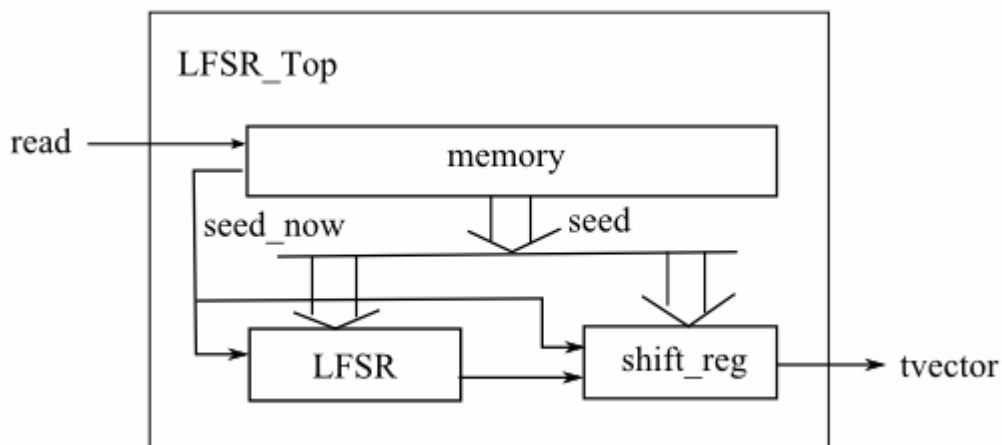 LFSR_Top
read
memory
seed_now
seed
LFSR
shift_reg
tvector